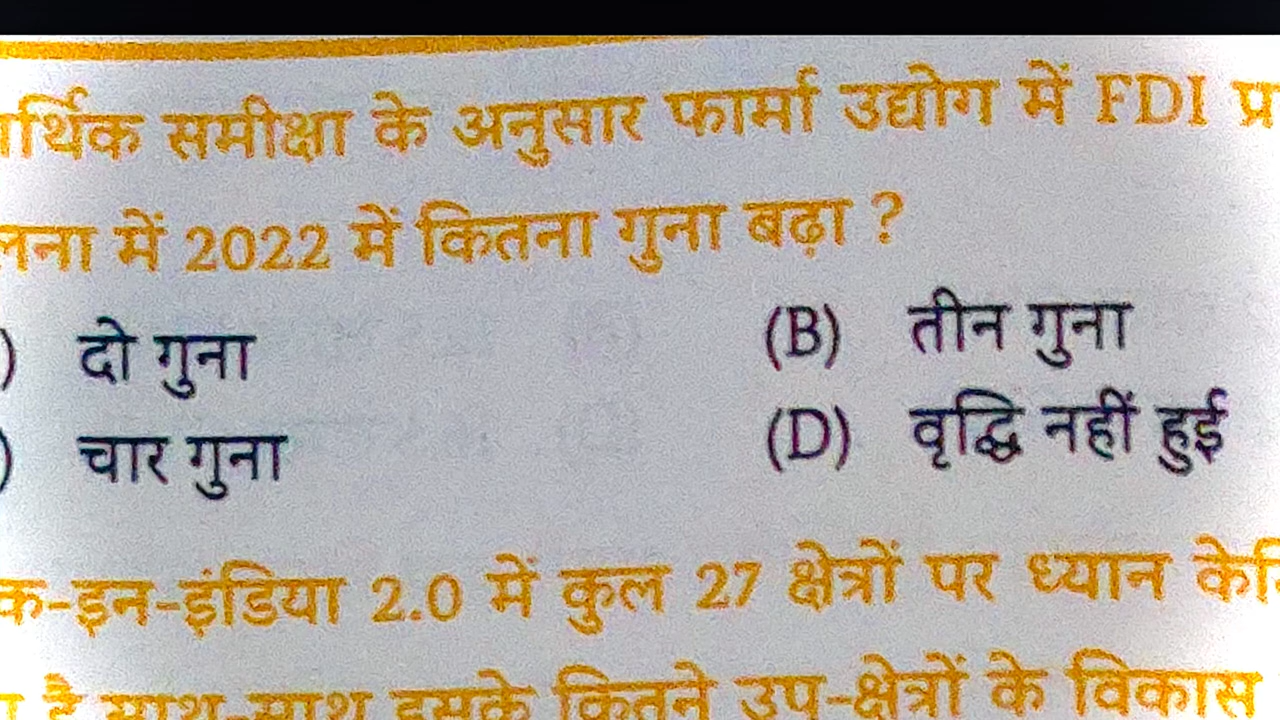 र्थिक समीक्षा के अनुसार फार्मा उद्योग में FDI प्र
लना में 2022 में कितना गुना बढ़ा ?
) दो गुना (B) तीन गुना
) चार गुना (D) वृद्धि नहीं हुई
क-इन-इंडिया 2.0 में कुल 27 क्षेत्रों पर ध्यान केि
है साथ-साथ इसके कितने उप-क्षेत्रों के विकास